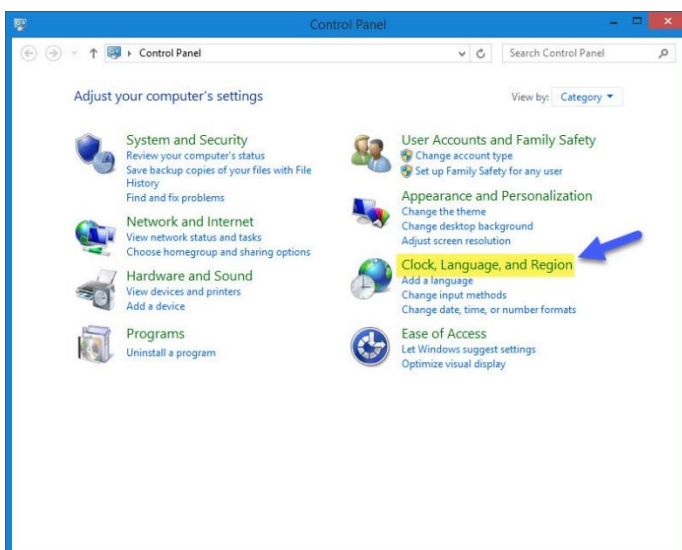 Control Panel
Control Panel
Search Control Panel
Adjust your computer's settings
View by: Category
System and Security
Review your computer's status
Save backup copies of your files with File
History
Find and fix problems
Network and Internet
View network status and tasks
Choose homegroup and sharing options
Hardware and Sound
View devices and printers
Add a device
Programs
Uninstall a program
User Accounts and Family Safety
Change account type
Set up Family Safety for any user
Appearance and Personalization
Change the theme
Change desktop background
Adjust screen resolution
Clock, Language, and Region
Add a language
Change input methods
Change date, time, or number formats
Ease of Access
Let Windows suggest settings
Optimize visual display